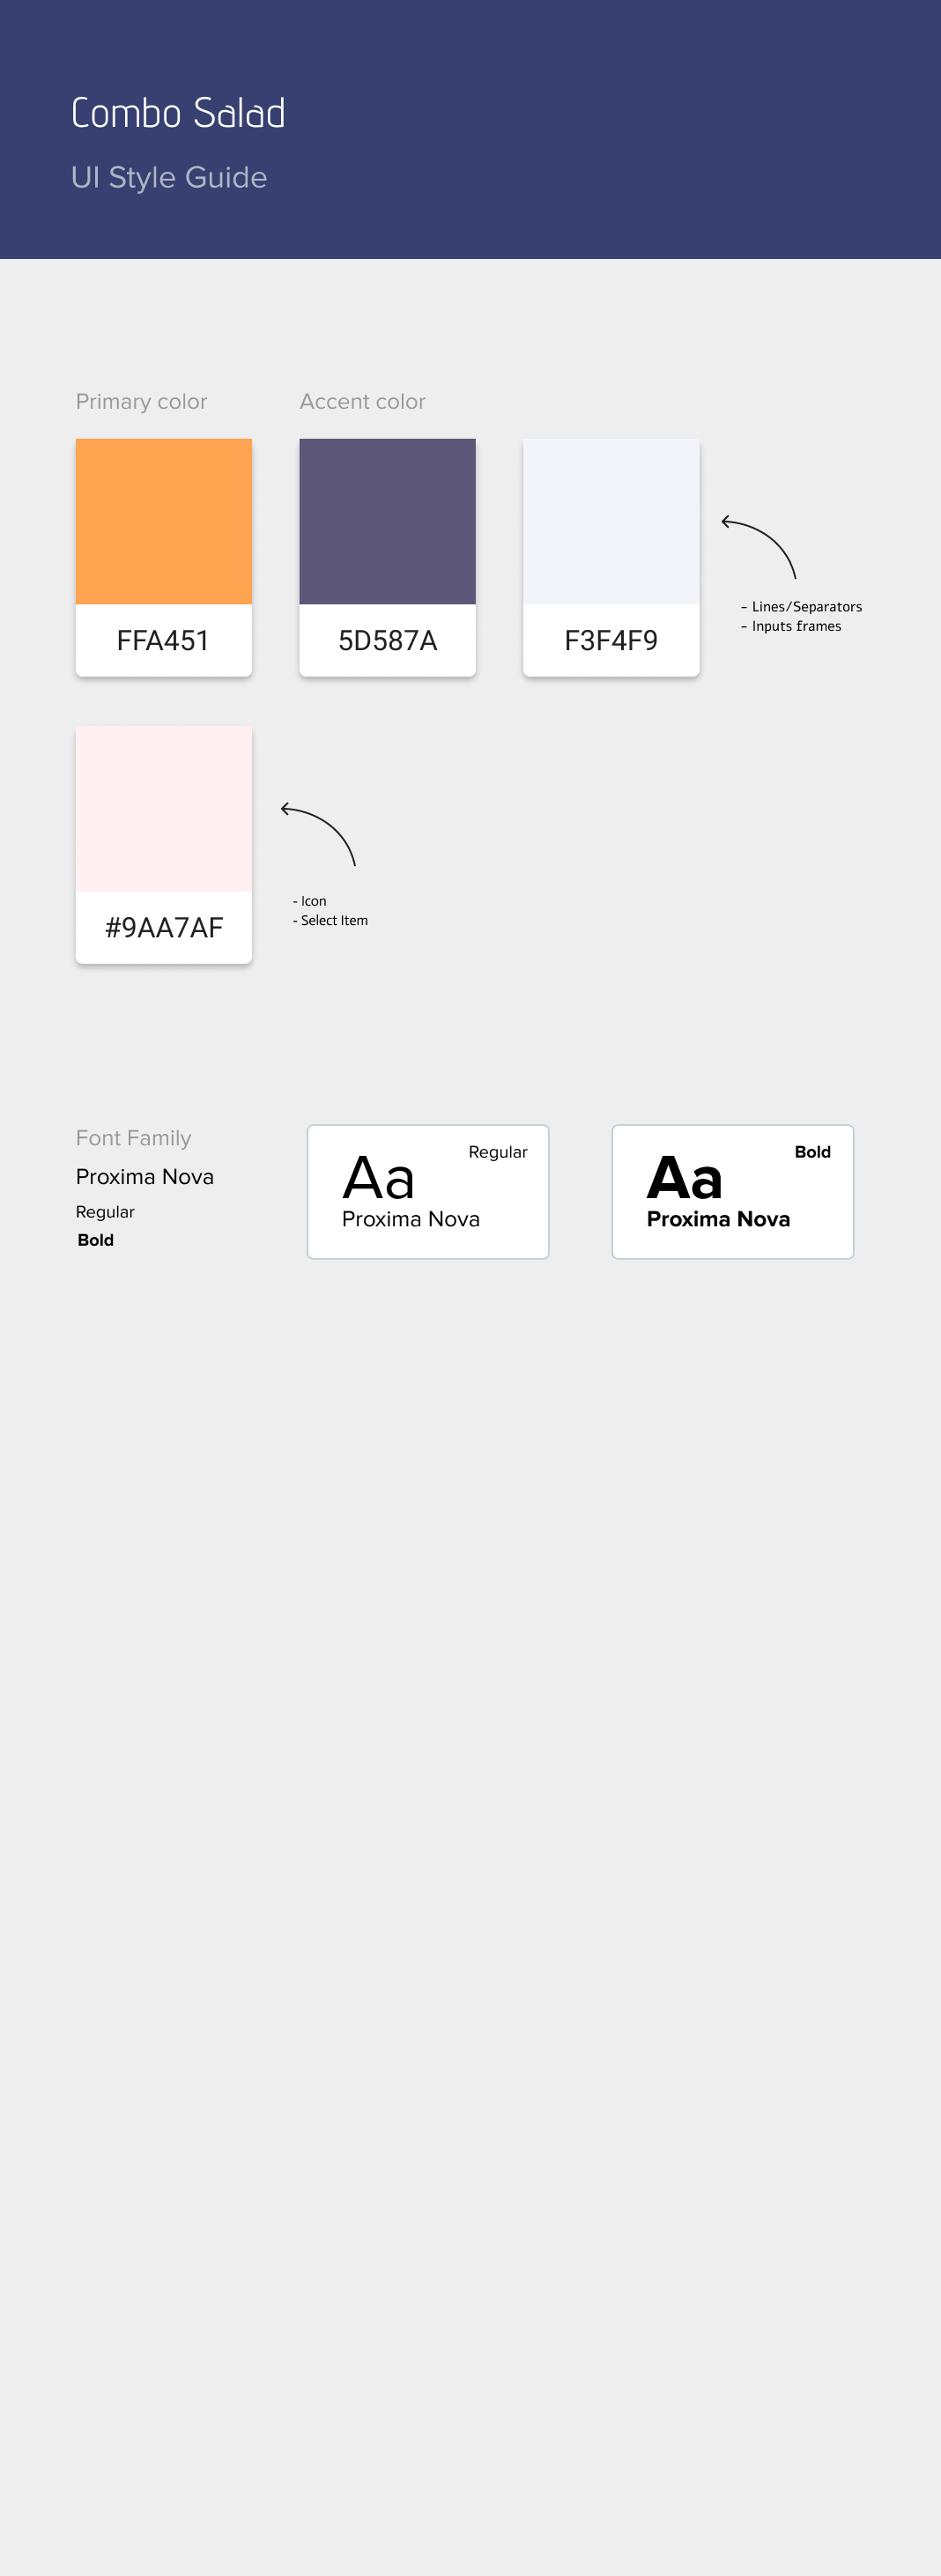 Combo Salad
UI Style Guide
Primary color
Accent color
FFA451
5D587A
F3F4F9
- Lines/Separators
- Inputs frames
#9AA7AF
- Icon
- Select Item
Font Family
Proxima Nova
Regular
Bold
Regular
Aa
Proxima Nova
Bold
Aa
Proxima Nova